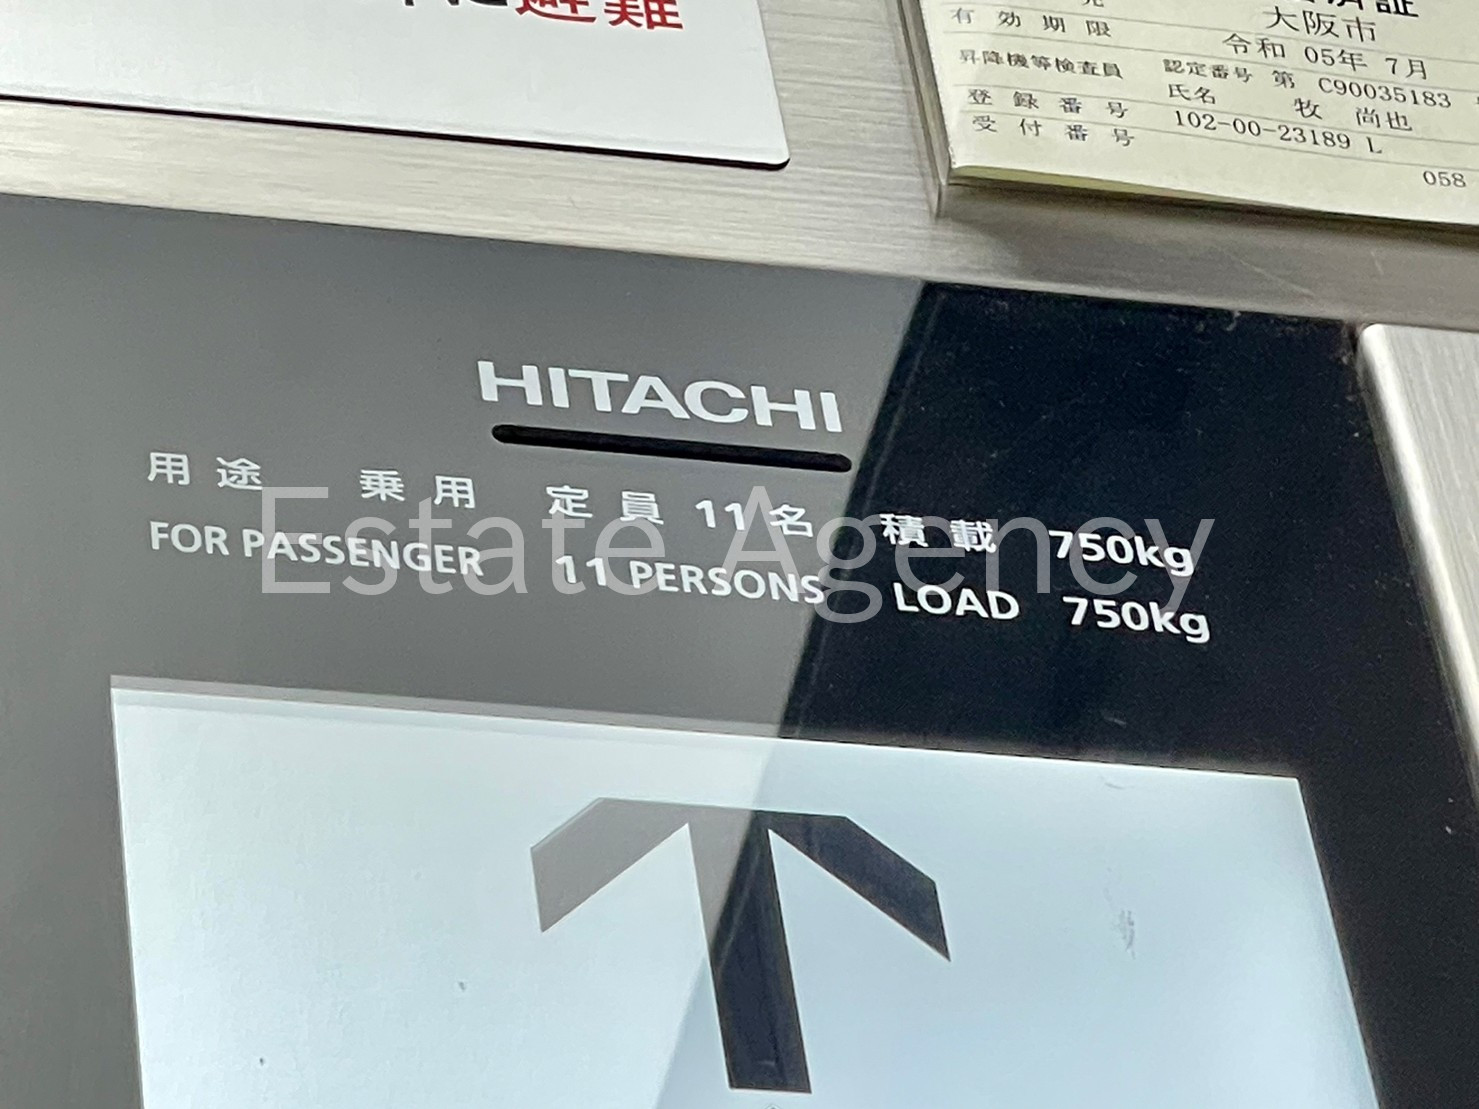 避難
大阪市
有効期限 令和 05年 7月
昇降機等検査員 認定番号 第 C90035183
登録番号 氏名 牧 尚也
受付番号 102-00-23189 L
058
HITACHI
用途 乗用 定員 11名 積載 750kg
FOR PASSENGER 11 PERSONS LOAD 750kg
Estate Agency